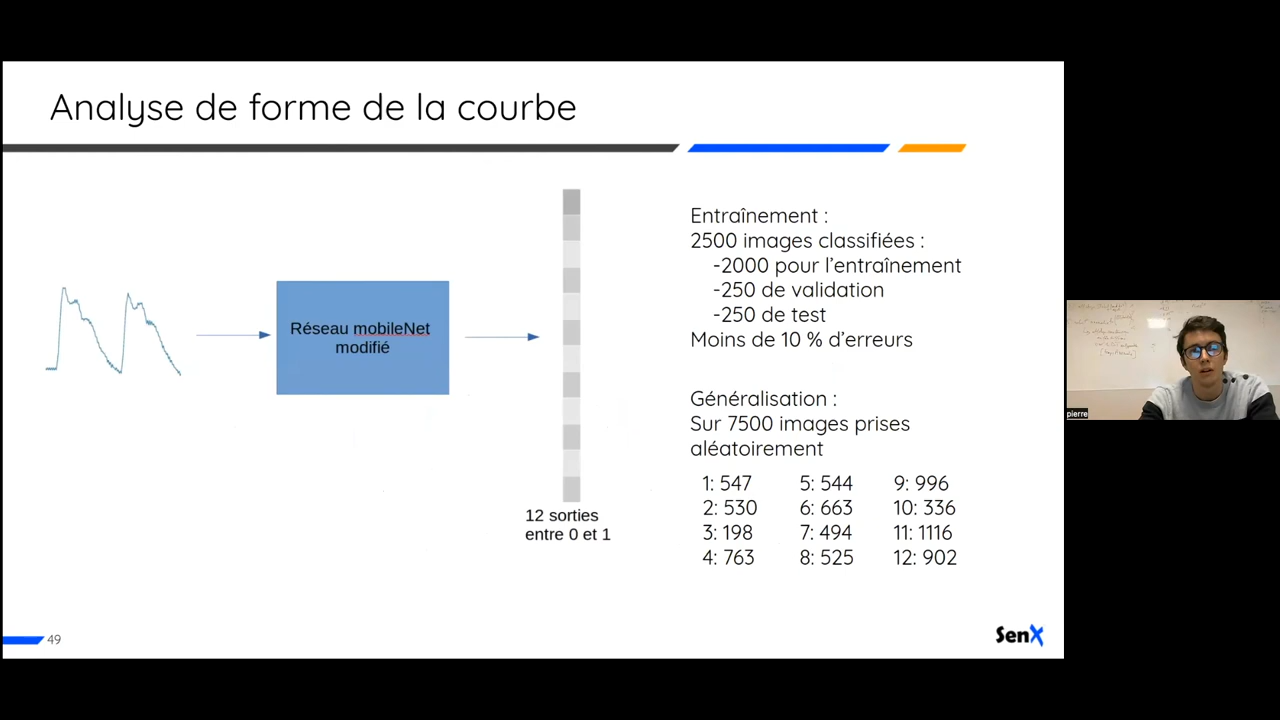 Analyse de forme de la courbe
Réseau mobileNet
modifié
12 sorties
entre 0 et 1
Entraînement :
2500 images classifiées :
-2000 pour l'entraînement
-250 de validation
-250 de test
Moins de 10 % d'erreurs
Généralisation :
Sur 7500 images prises
aléatoirement
1: 547 5: 544 9: 996
2: 530 6: 663 10: 336
3: 198 7: 494 11: 1116
4: 763 8: 525 12: 902
49
SenX
pierre